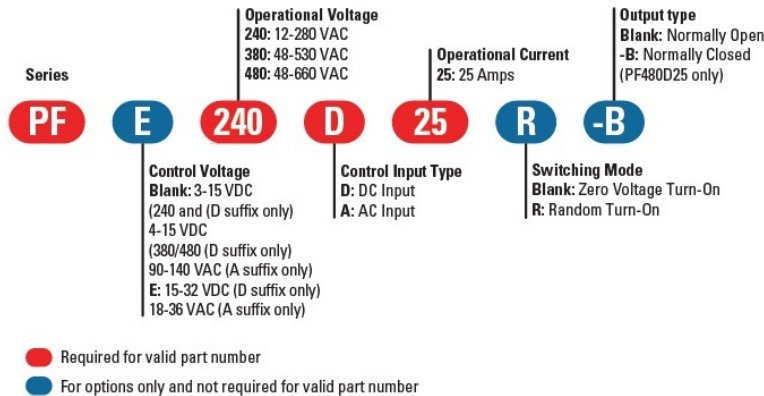 Operational Voltage
240: 12-280 VAC
380: 48-530 VAC
480: 48-660 VAC
Output type
Blank: Normally Open
-B: Normally Closed
(PF480D25 only)
Operational Current
25: 25 Amps
Series
PF E 240 D 25 R -B
Control Voltage
Blank: 3-15 VDC
(240 and (D suffix only)
4-15 VDC
(380/480 (D suffix only)
90-140 VAC (A suffix only)
E: 15-32 VDC (D suffix only)
18-36 VAC (A suffix only)
Control Input Type
D: DC Input
A: AC Input
Switching Mode
Blank: Zero Voltage Turn-On
R: Random Turn-On
Required for valid part number
For options only and not required for valid part number